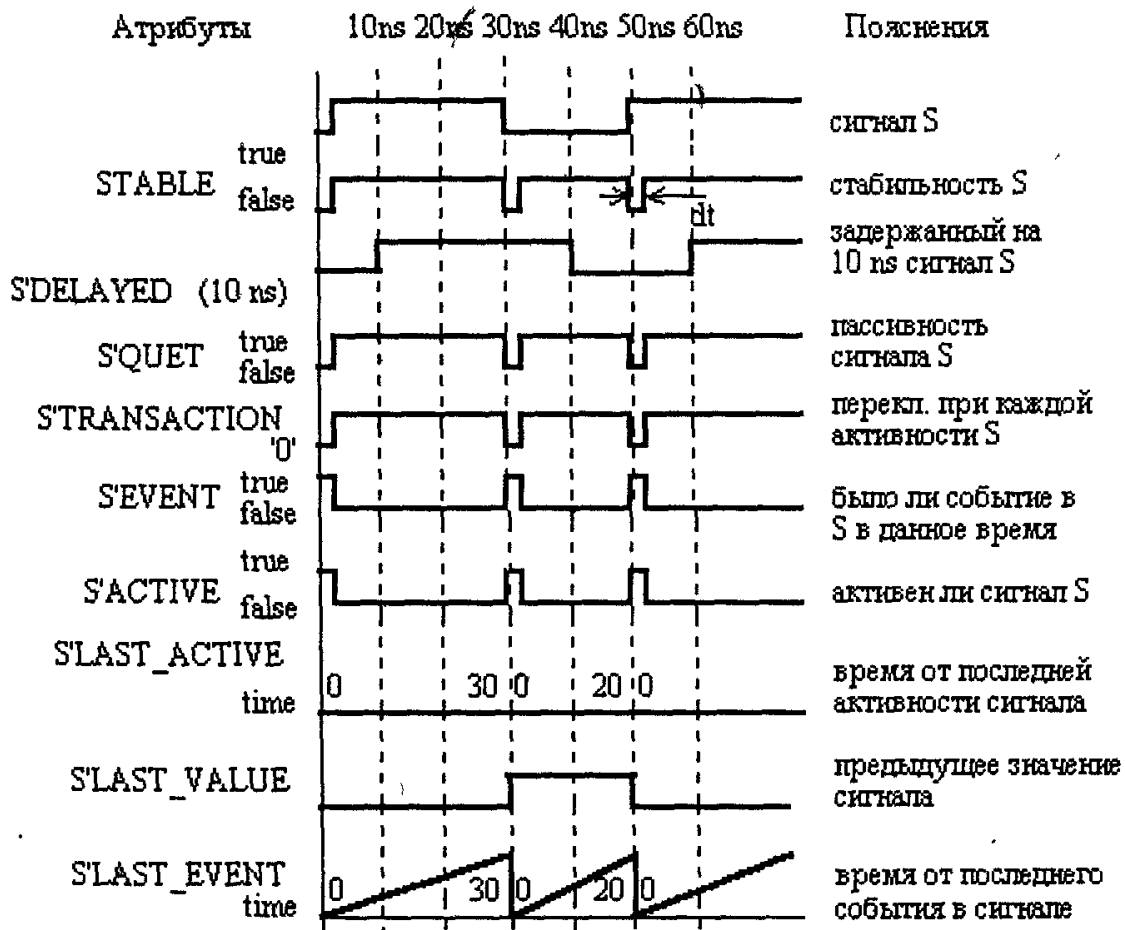 Атрибуты 10ns 20ns 30ns 40ns 50ns 60ns Пояснения
сигнал S
true
STABLE false
стабильность S
dt
задержанный на
10 ns сигнал S
S'DELAYED (10 ns)
пассивность
сигнала S
S'QUET true
false
перекл. при каждой
активности S
S'TRANSACTION
'0'
S'EVENT true
false
было ли событие в
S в данное время
true
S'ACTIVE false
активен ли сигнал S
S'LAST_ACTIVE
time
0 30 0 20 0
время от последней
активности сигнала
S'LAST_VALUE
предыдущее значение
сигнала
S'LAST_EVENT
time
0 30 0 20 0
время от последнего
события в сигнале